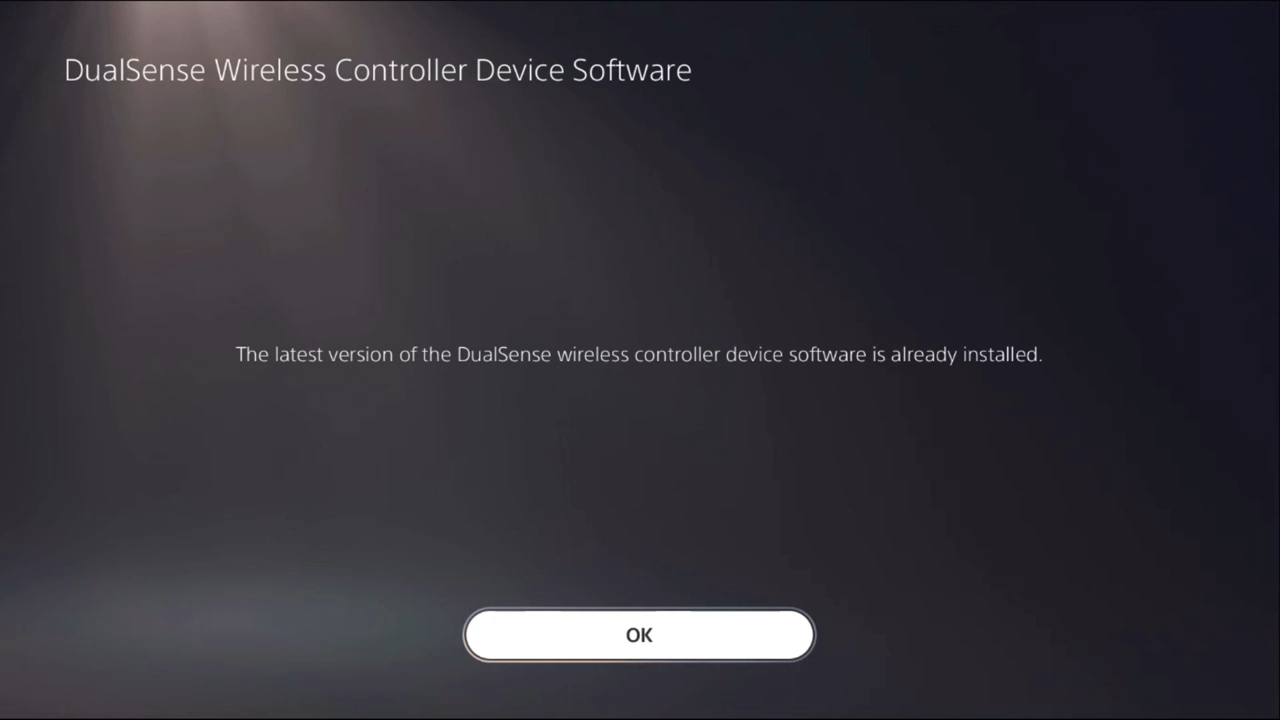 DualSense Wireless Controller Device Software
The latest version of the DualSense wireless controller device software is already installed.
OK